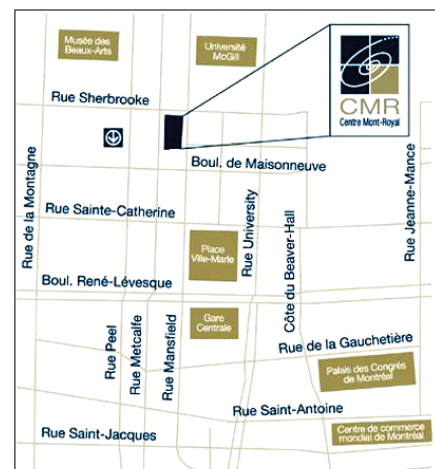 Musée des
Beaux-Arts
Université
McGill
CMR
Centre Mont-Royal
Rue Sherbrooke
Boul. de Maisonneuve
Rue de la Montagne
Rue Sainte-Catherine
Place
Ville-Marie
Rue University
Côte du Beaver-Hall
Rue Jeanne-Mance
Boul. René-Lévesque
Gare
Centrale
Rue Peel
Rue Metcalfe
Rue Mansfield
Rue de la Gauchetière
Palais des Congrès
de Montréal
Rue Saint-Antoine
Rue Saint-Jacques
Centre de commerce
mondial de Montréal